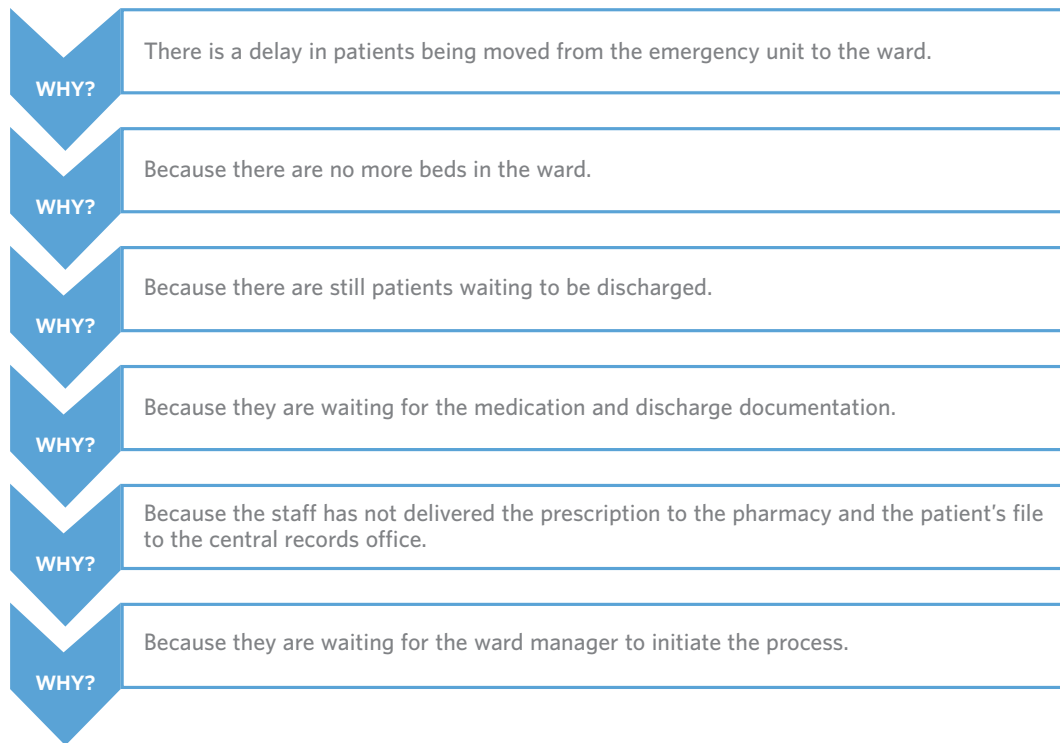 There is a delay in patients being moved from the emergency unit to the ward.
WHY?
Because there are no more beds in the ward.
WHY?
Because there are still patients waiting to be discharged.
WHY?
Because they are waiting for the medication and discharge documentation.
WHY?
Because the staff has not delivered the prescription to the pharmacy and the patient's file
to the central records office.
WHY?
Because they are waiting for the ward manager to initiate the process.
WHY?